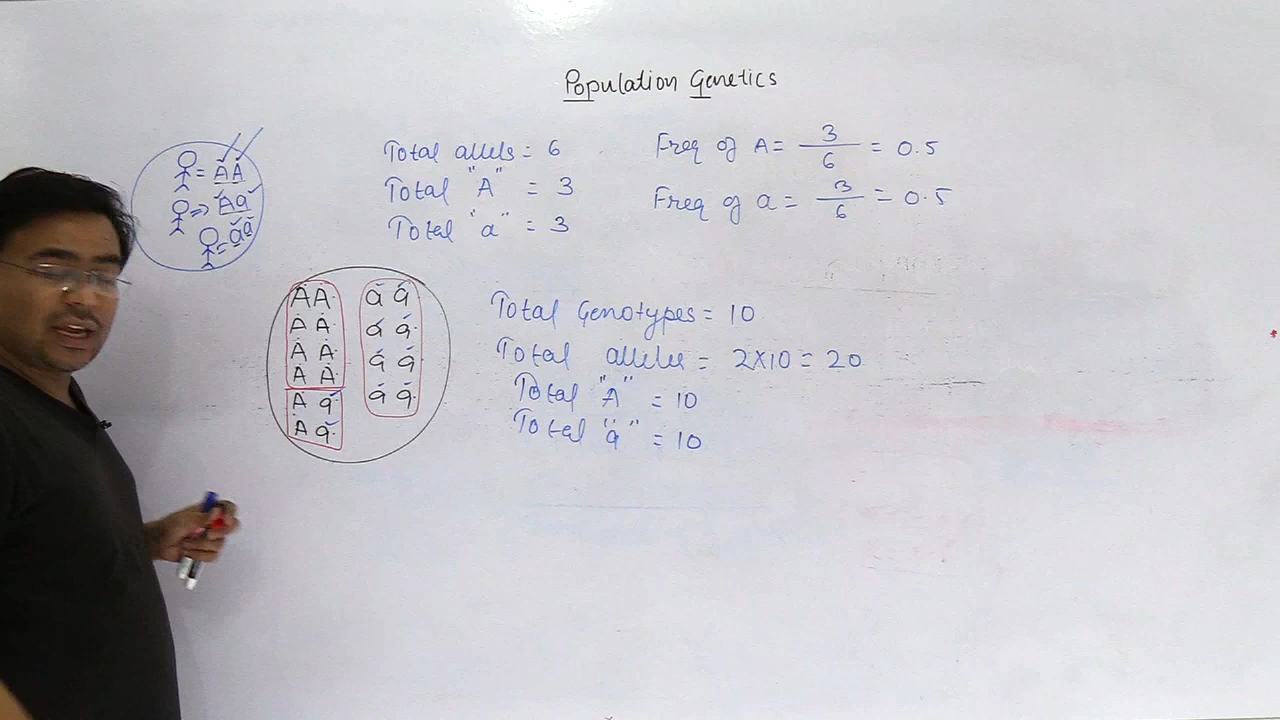 Population Genetics
= AA
=> Aa
= aa
Total allels = 6
Total "A" = 3
Total "a" = 3
Freq of A = 3/6 = 0.5
Freq of a = 3/6 = 0.5
AA aa
AA aa
AA aa
AA aa
Aa
Aa
Total Genotypes = 10
Total alleles = 2X10 = 20
Total "A" = 10
Total "a" = 10